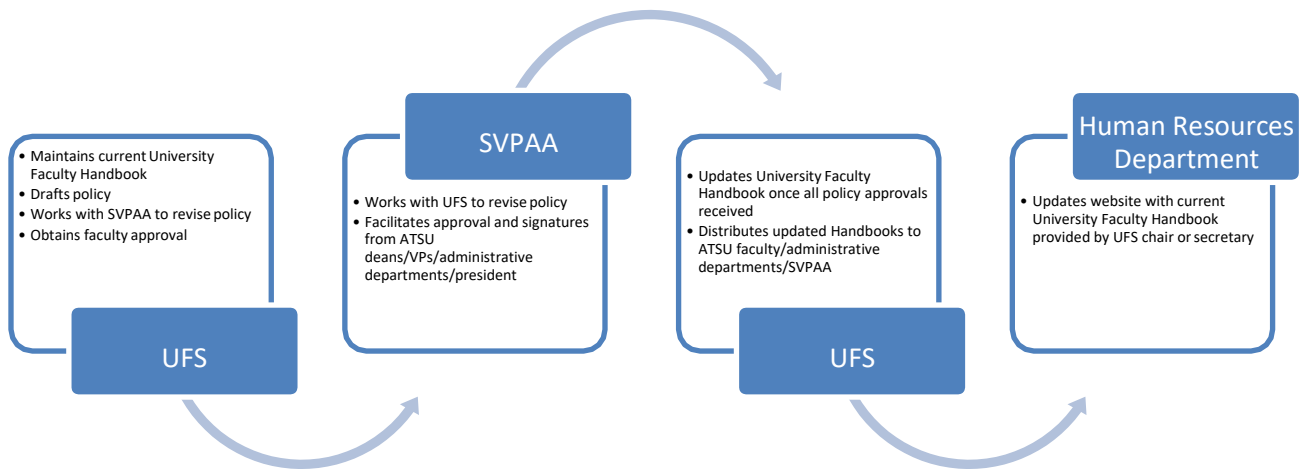 • Maintains current University
Faculty Handbook
• Drafts policy
• Works with SVPAA to revise policy
• Obtains faculty approval
UFS
SVPAA
• Works with UFS to revise policy
• Facilitates approval and signatures
from ATSU
deans/VPs/administrative
departments/president
• Updates University Faculty
Handbook once all policy approvals
received
• Distributes updated Handbooks to
ATSU faculty/administrative
departments/SVPAA
UFS
Human Resources
Department
• Updates website with current
University Faculty Handbook
provided by UFS chair or secretary